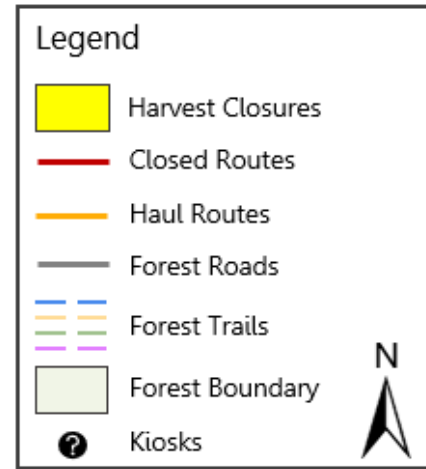 Legend
Harvest Closures
Closed Routes
Haul Routes
Forest Roads
Forest Trails
N
Forest Boundary
?
Kiosks